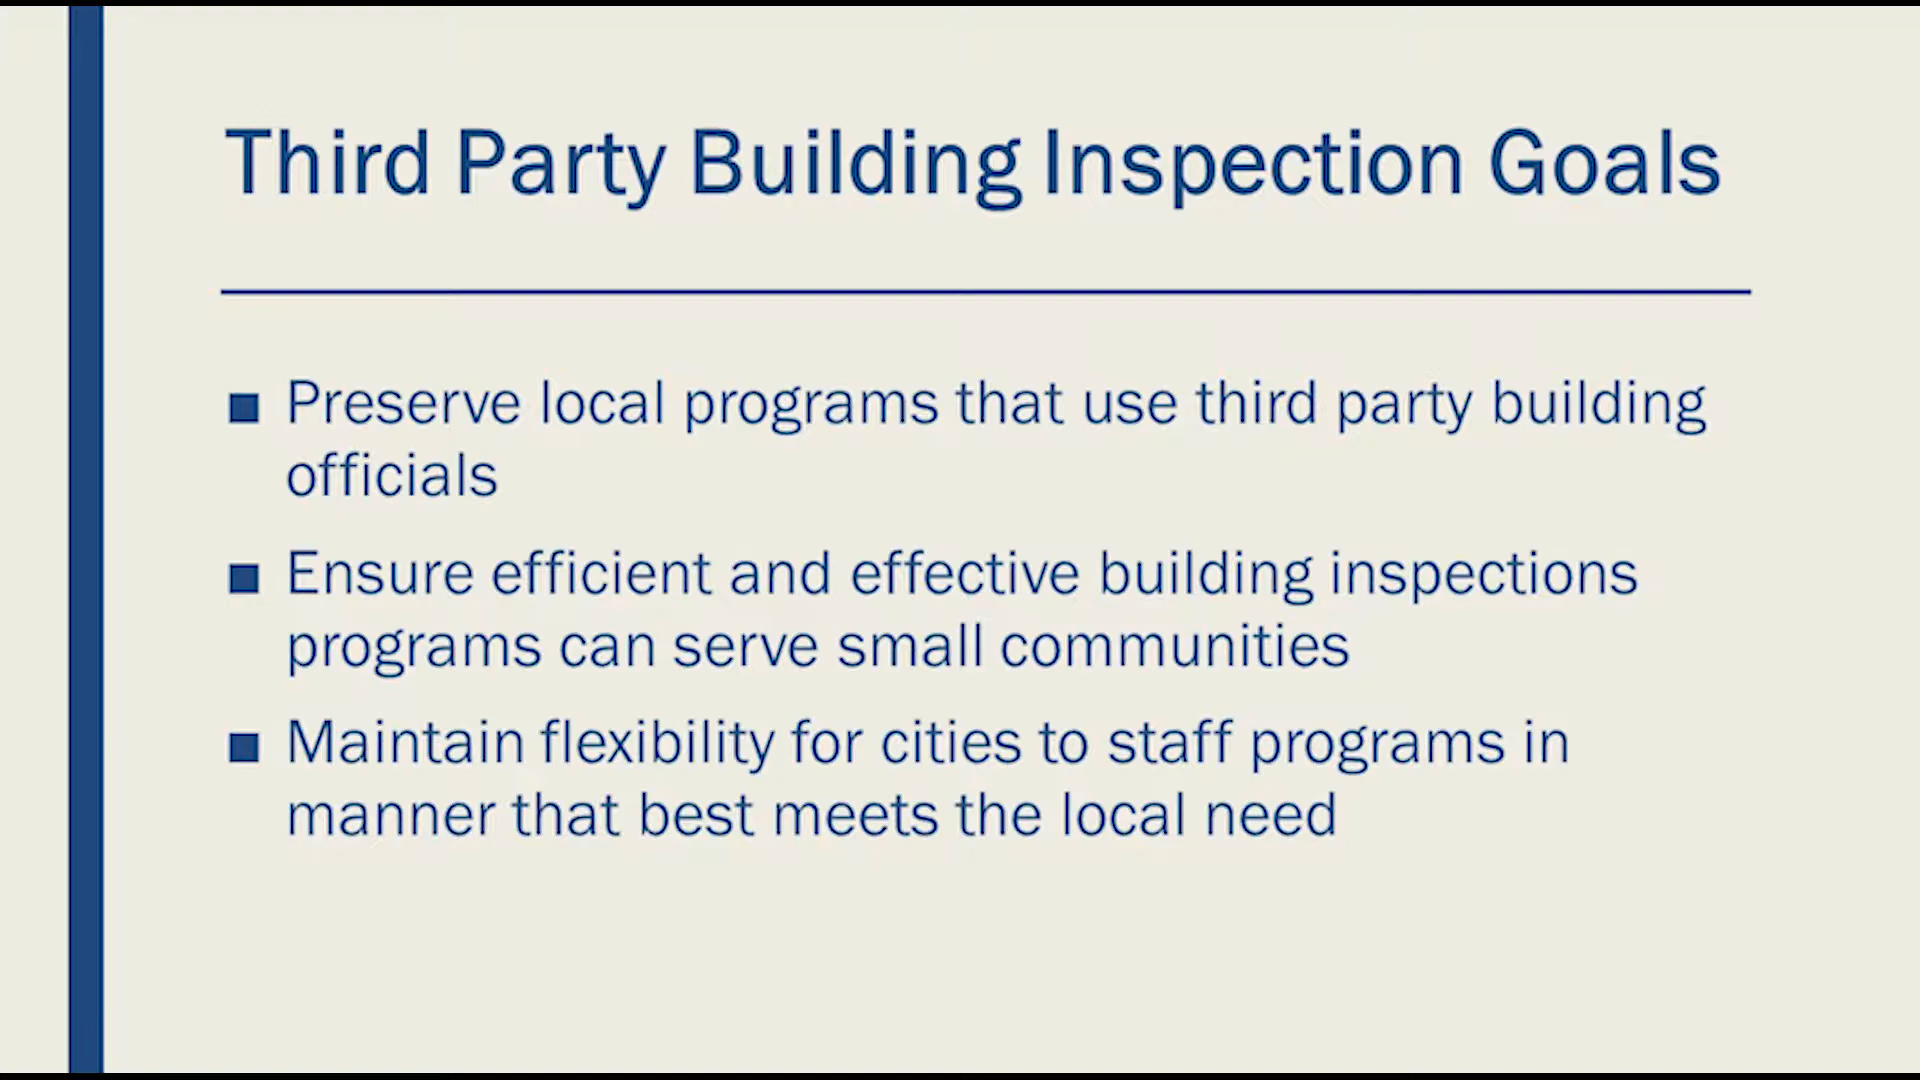 Third Party Building Inspection Goals
■ Preserve local programs that use third party building
officials
■ Ensure efficient and effective building inspections
programs can serve small communities
■ Maintain flexibility for cities to staff programs in
manner that best meets the local need